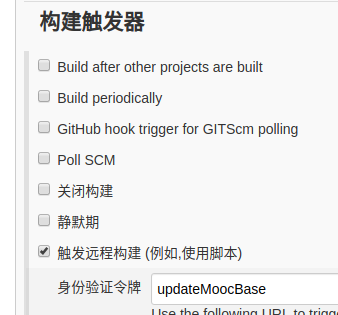 构建触发器
Build after other projects are built
Build periodically
GitHub hook trigger for GITScm polling
Poll SCM
关闭构建
静默期
触发远程构建 (例如,使用脚本)
身份验证令牌 updateMoocBase
Use the following URL to trigge